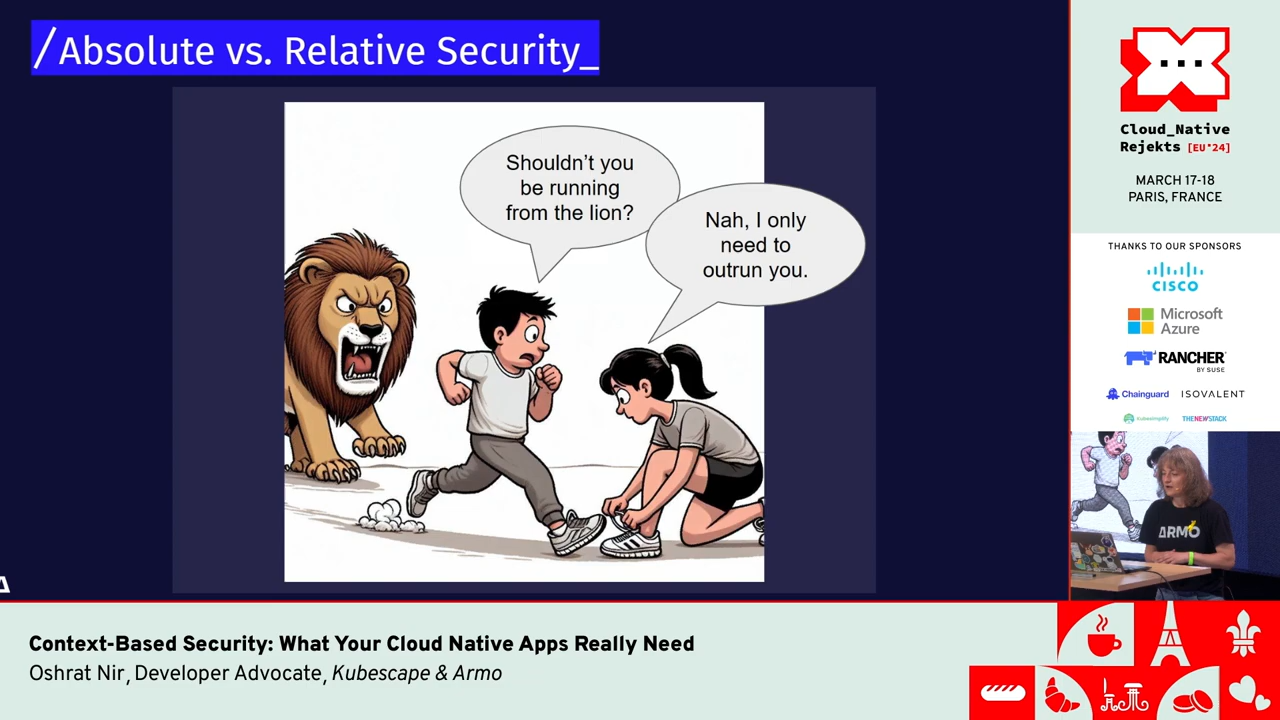 /Absolute vs. Relative Security_
Shouldn't you
be running
from the lion?
Nah, I only
need to
outrun you.
Cloud_Native
Rejekts [EU'24]
MARCH 17-18
PARIS, FRANCE
THANKS TO OUR SPONSORS
CISCO
Microsoft
Azure
RANCHER
BY SUSE
Chainguard
ISOVALENT
kubesimplify
THENEWSTACK
ARMO
Context-Based Security: What Your Cloud Native Apps Really Need
Oshrat Nir, Developer Advocate, Kubescape & Armo